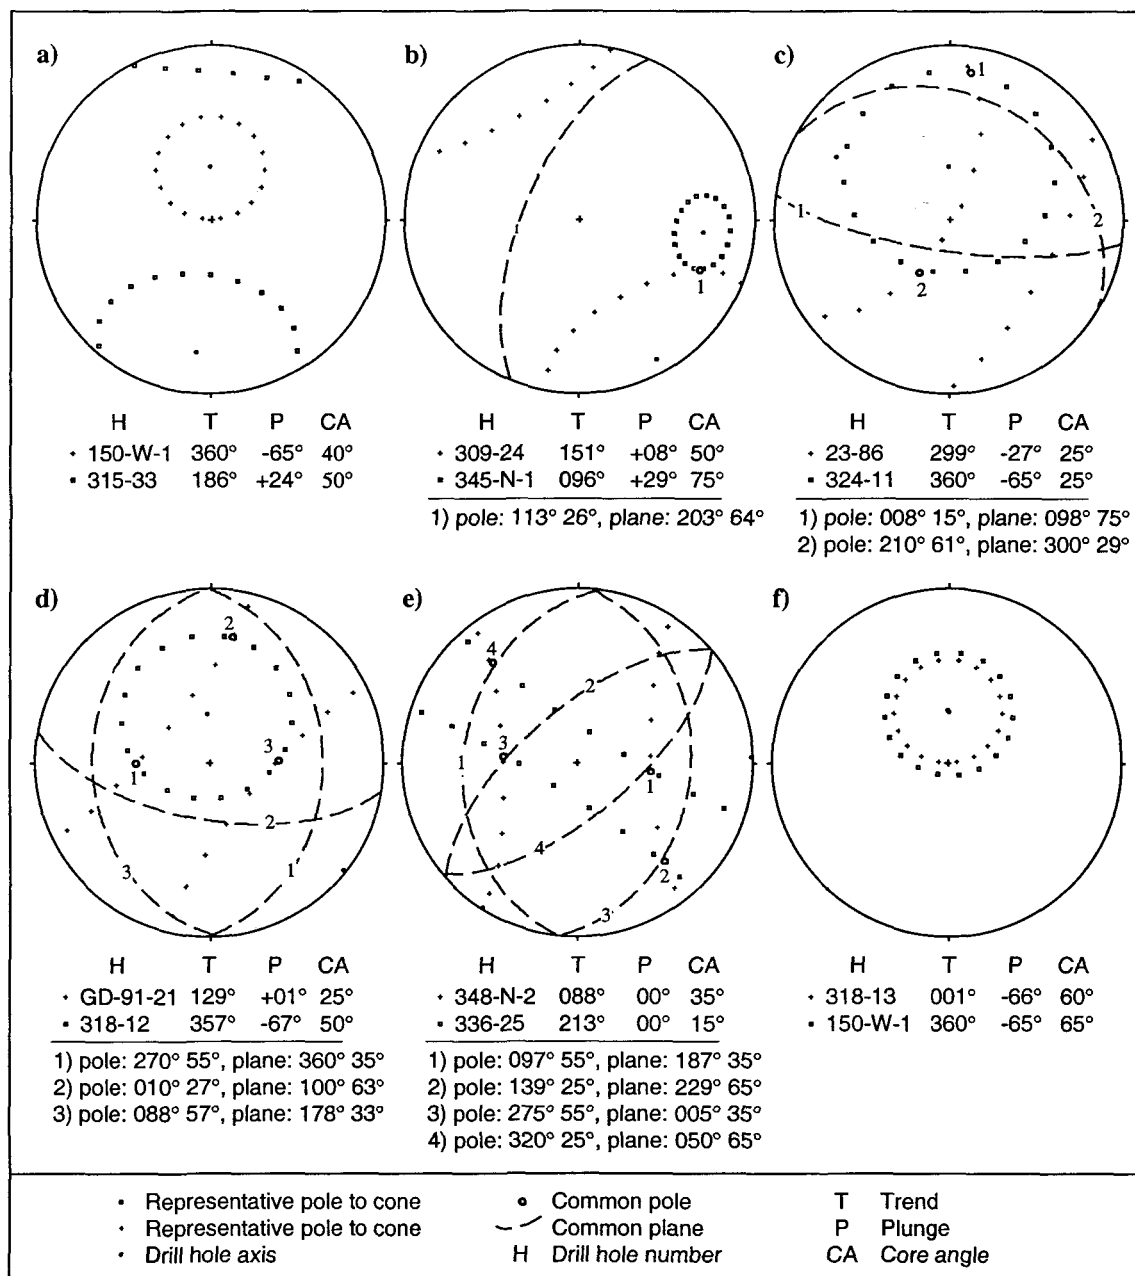 a)
b)
c)
1
1
1
1
2
2
H T P CA
150-W-1 360° -65° 40°
315-33 186° +24° 50°
H T P CA
309-24 151° +08° 50°
345-N-1 096° +29° 75°
1) pole: 113° 26°, plane: 203° 64°
H T P CA
23-86 299° -27° 25°
324-11 360° -65° 25°
1) pole: 008° 15°, plane: 098° 75°
2) pole: 210° 61°, plane: 300° 29°
d)
e)
f)
2
3
1
2
3
1
4
2
3
1
1
4
2
3
H T P CA
GD-91-21 129° +01° 25°
318-12 357° -67° 50°
1) pole: 270° 55°, plane: 360° 35°
2) pole: 010° 27°, plane: 100° 63°
3) pole: 088° 57°, plane: 178° 33°
H T P CA
348-N-2 088° 00° 35°
336-25 213° 00° 15°
1) pole: 097° 55°, plane: 187° 35°
2) pole: 139° 25°, plane: 229° 65°
3) pole: 275° 55°, plane: 005° 35°
4) pole: 320° 25°, plane: 050° 65°
H T P CA
318-13 001° -66° 60°
150-W-1 360° -65° 65°
Representative pole to cone
Representative pole to cone
Drill hole axis
Common pole
Common plane
H Drill hole number
T Trend
P Plunge
CA Core angle